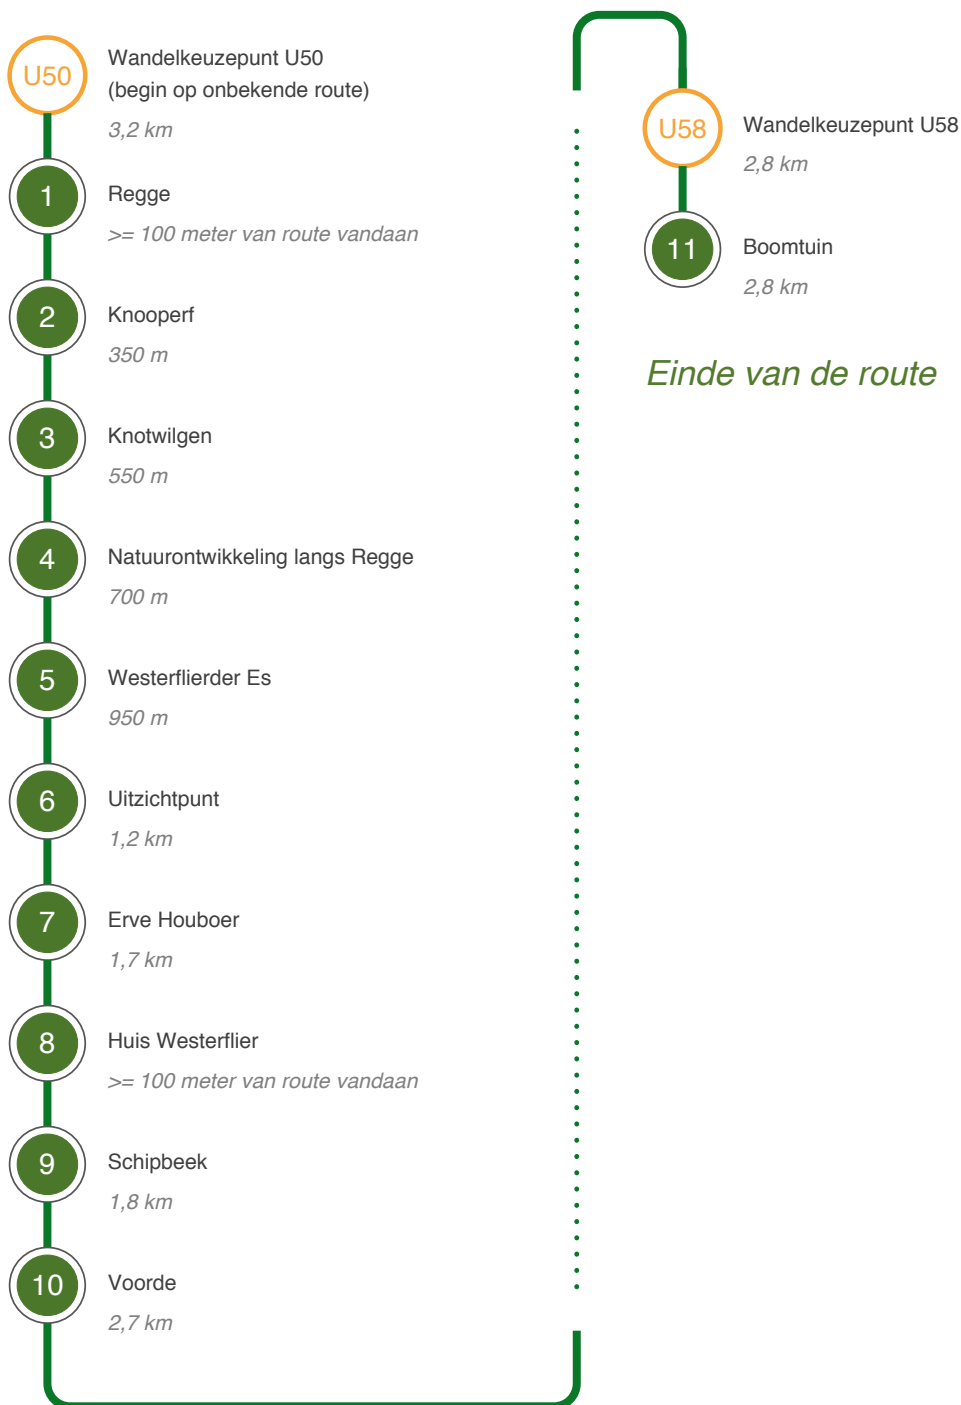 U50
Wandelkeuzepunt U50
(begin op onbekende route)
3,2 km
1
Regge
>= 100 meter van route vandaan
2
Knooperf
350 m
3
Knotwilgen
550 m
4
Natuurontwikkeling langs Regge
700 m
5
Westerflierder Es
950 m
6
Uitzichtpunt
1,2 km
7
Erve Houboer
1,7 km
8
Huis Westerflier
>= 100 meter van route vandaan
9
Schipbeek
1,8 km
10
Voorde
2,7 km
U58
Wandelkeuzepunt U58
2,8 km
11
Boomtuin
2,8 km
Einde van de route